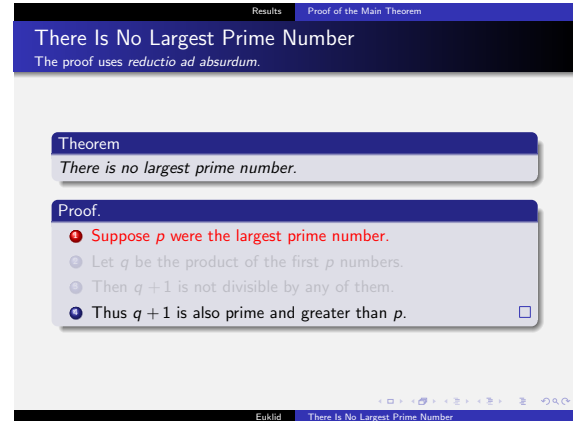 Results Proof of the Main Theorem
There Is No Largest Prime Number
The proof uses reductio ad absurdum.
Theorem
There is no largest prime number.
Proof.
1 Suppose p were the largest prime number.
2 Let q be the product of the first p numbers.
3 Then q + 1 is not divisible by any of them.
4 Thus q + 1 is also prime and greater than p. □
Euklid There Is No Largest Prime Number